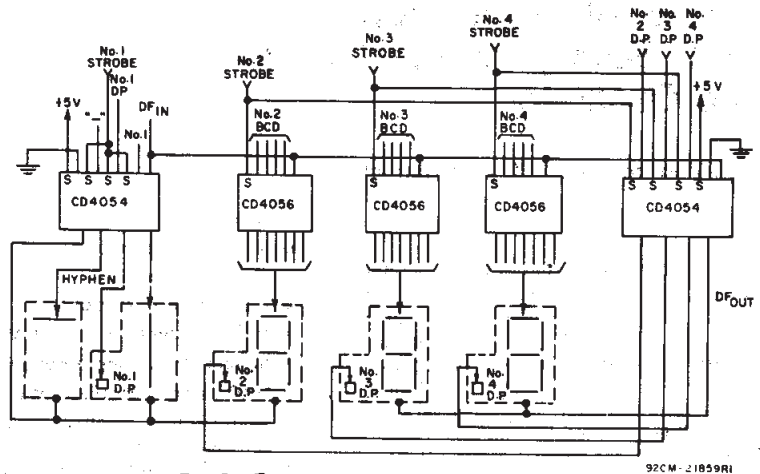 No.1
STROBE
No.1
DP
+5V
"–"
DF IN
No.1
No.2
STROBE
No.2
BCD
No.3
STROBE
No.3
BCD
No.4
STROBE
No.4
BCD
No.
2
D.P.
No.
3
D.P.
No.
4
D.P.
+5V
S S S S
CD4054
S
CD4056
S
CD4056
S
CD4056
S S S S S
CD4054
HYPHEN
DF OUT
No.1
D.P.
No.
2
D.P.
No.
3
D.P.
No.
4
D.P.
92CM-21859R1